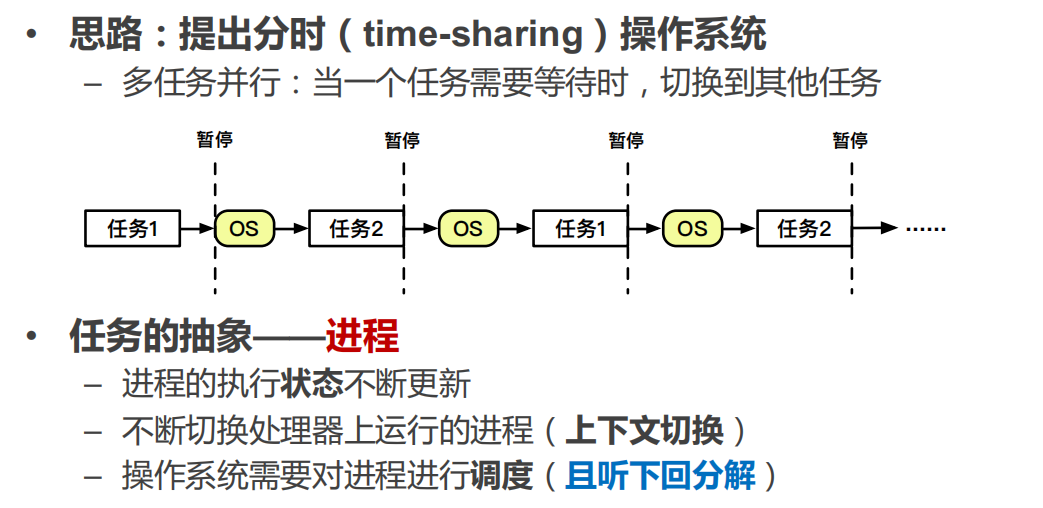 • 思路：提出分时（time-sharing）操作系统
– 多任务并行：当一个任务需要等待时，切换到其他任务
暂停 暂停 暂停 暂停
任务1 OS 任务2 OS 任务1 OS 任务2 ······
• 任务的抽象——进程
– 进程的执行状态不断更新
– 不断切换处理器上运行的进程（上下文切换）
– 操作系统需要对进程进行调度（且听下回分解）